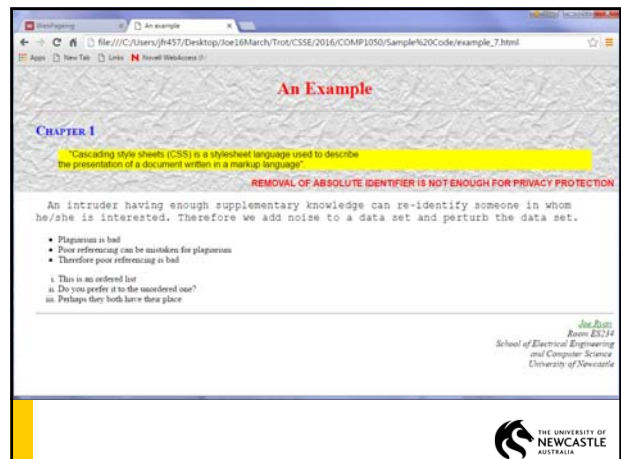 An example
file:///C:/Users/jfr457/Desktop/Joe16March/Trot/CSSE/2016/COMP1050/Sample%20Code/example_7.html
Apps New Tab Links Novell WebAccess
An Example
CHAPTER 1
"Cascading style sheets (CSS) is a stylesheet language used to describe
the presentation of a document written in a markup language".
REMOVAL OF ABSOLUTE IDENTIFIER IS NOT ENOUGH FOR PRIVACY PROTECTION
An intruder having enough supplementary knowledge can re-identify someone in whom
he/she is interested. Therefore we add noise to a data set and perturb the data set.
Plagiarism is bad
Poor referencing can be mistaken for plagiarism
Therefore poor referencing is bad
i. This is an ordered list
ii. Do you prefer it to the unordered one?
iii. Perhaps they both have their place
Joe Ryan
Room ES234
School of Electrical Engineering
and Computer Science
University of Newcastle
THE UNIVERSITY OF
NEWCASTLE
AUSTRALIA